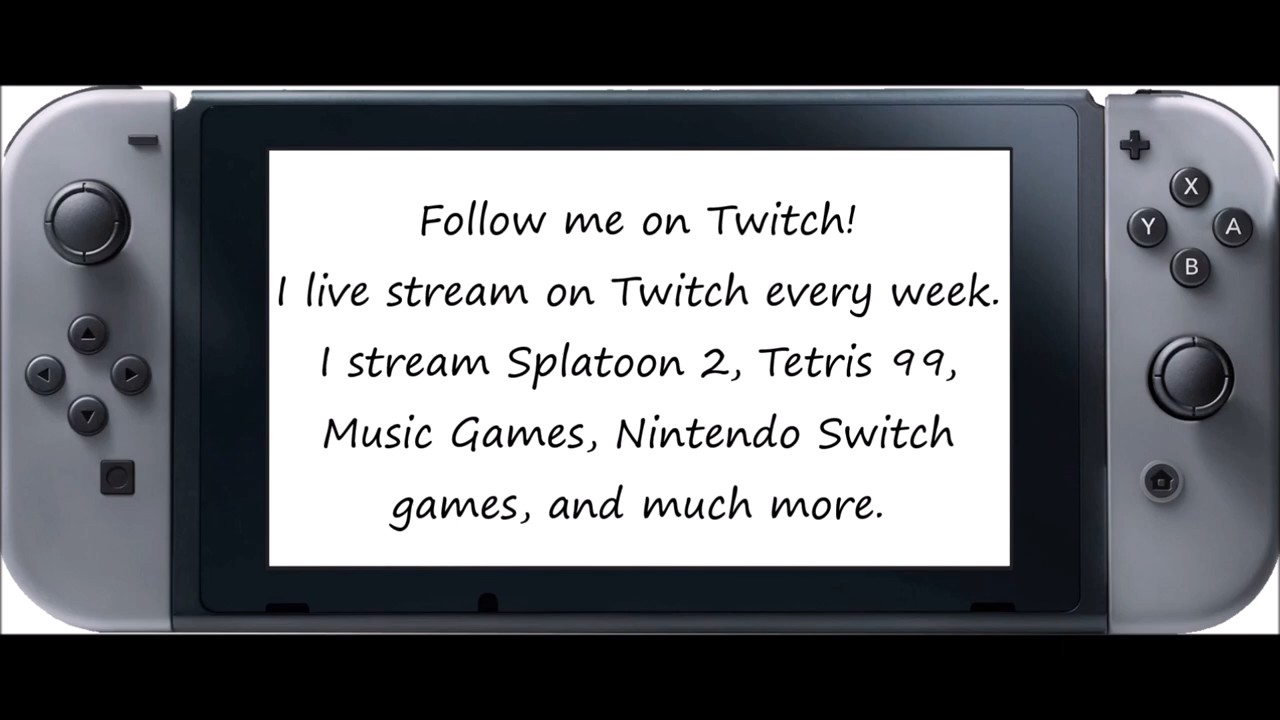 Follow me on Twitch!
I live stream on Twitch every week.
I stream Splatoon 2, Tetris 99,
Music Games, Nintendo Switch
games, and much more.
X
Y A
B